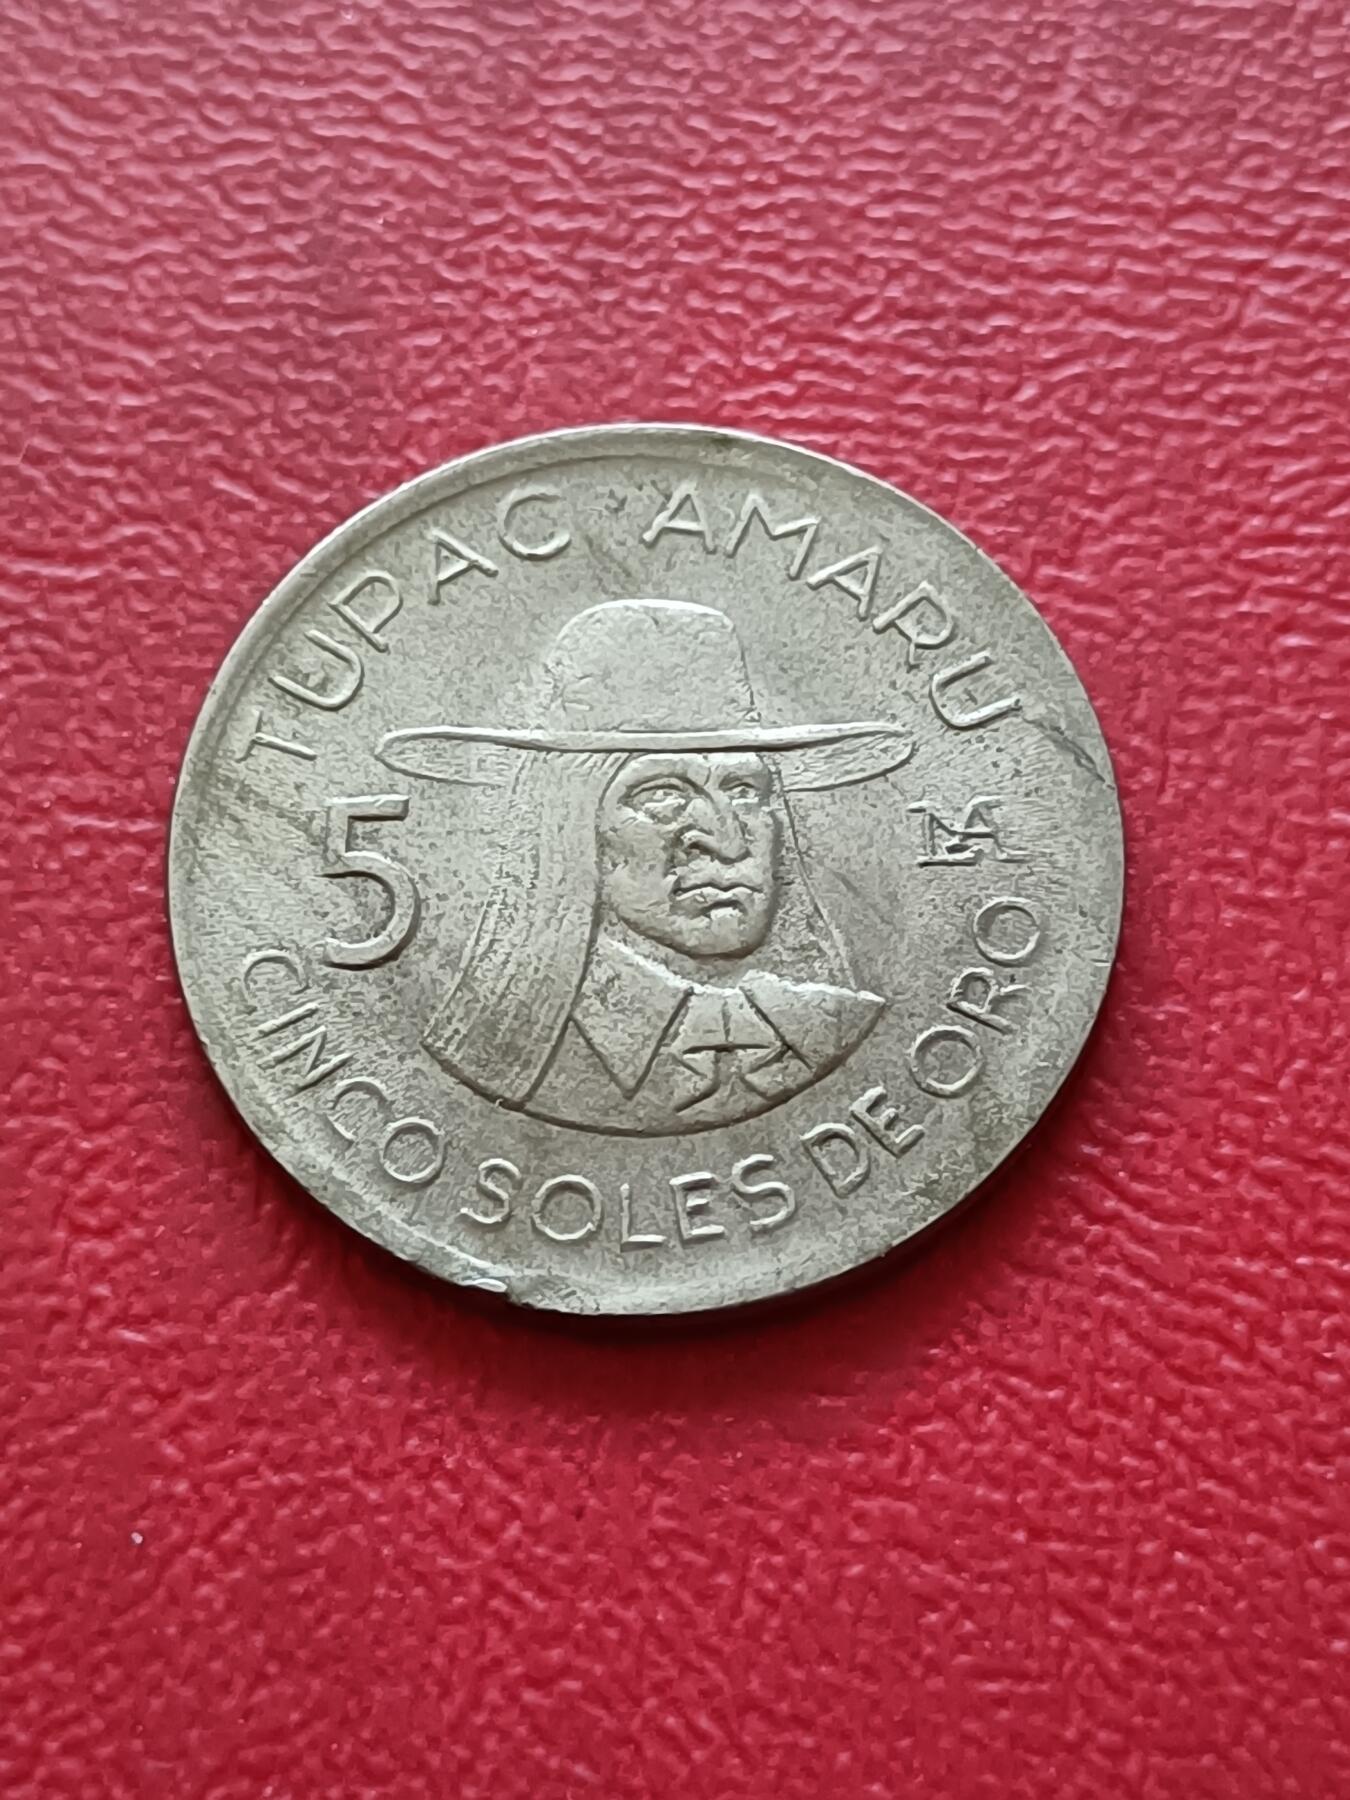 TUPAC · AMARU
5
CINCO SOLES DE ORO